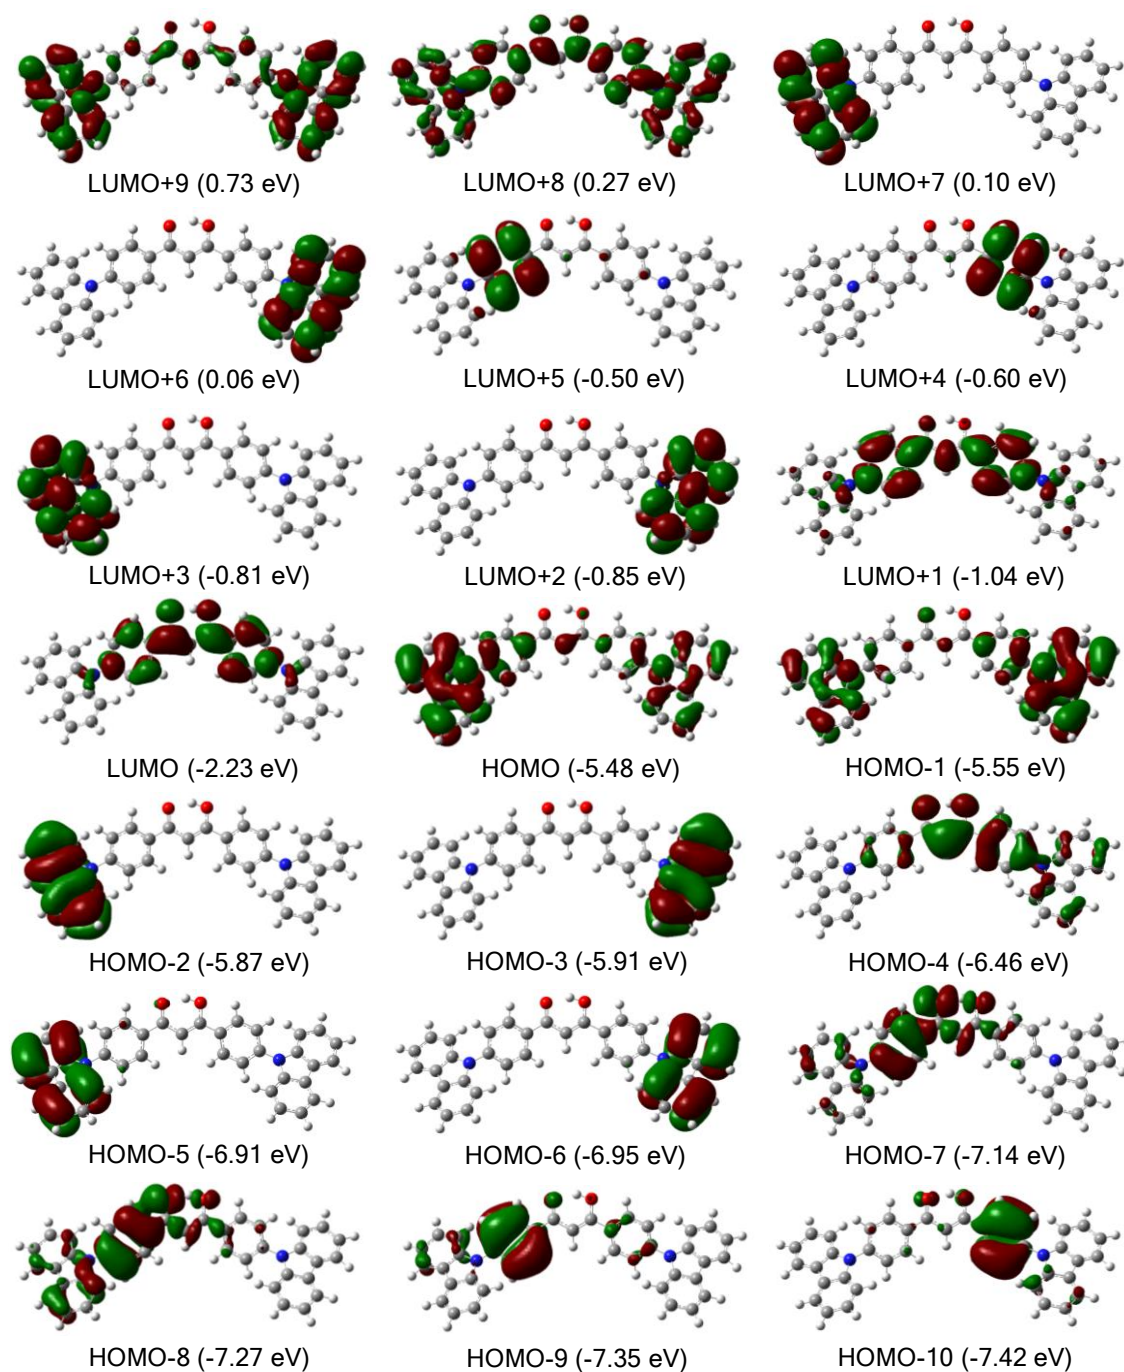 LUMO+9 (0.73 eV) LUMO+8 (0.27 eV) LUMO+7 (0.10 eV)
LUMO+6 (0.06 eV) LUMO+5 (-0.50 eV) LUMO+4 (-0.60 eV)
LUMO+3 (-0.81 eV) LUMO+2 (-0.85 eV) LUMO+1 (-1.04 eV)
LUMO (-2.23 eV) HOMO (-5.48 eV) HOMO-1 (-5.55 eV)
HOMO-2 (-5.87 eV) HOMO-3 (-5.91 eV) HOMO-4 (-6.46 eV)
HOMO-5 (-6.91 eV) HOMO-6 (-6.95 eV) HOMO-7 (-7.14 eV)
HOMO-8 (-7.27 eV) HOMO-9 (-7.35 eV) HOMO-10 (-7.42 eV)